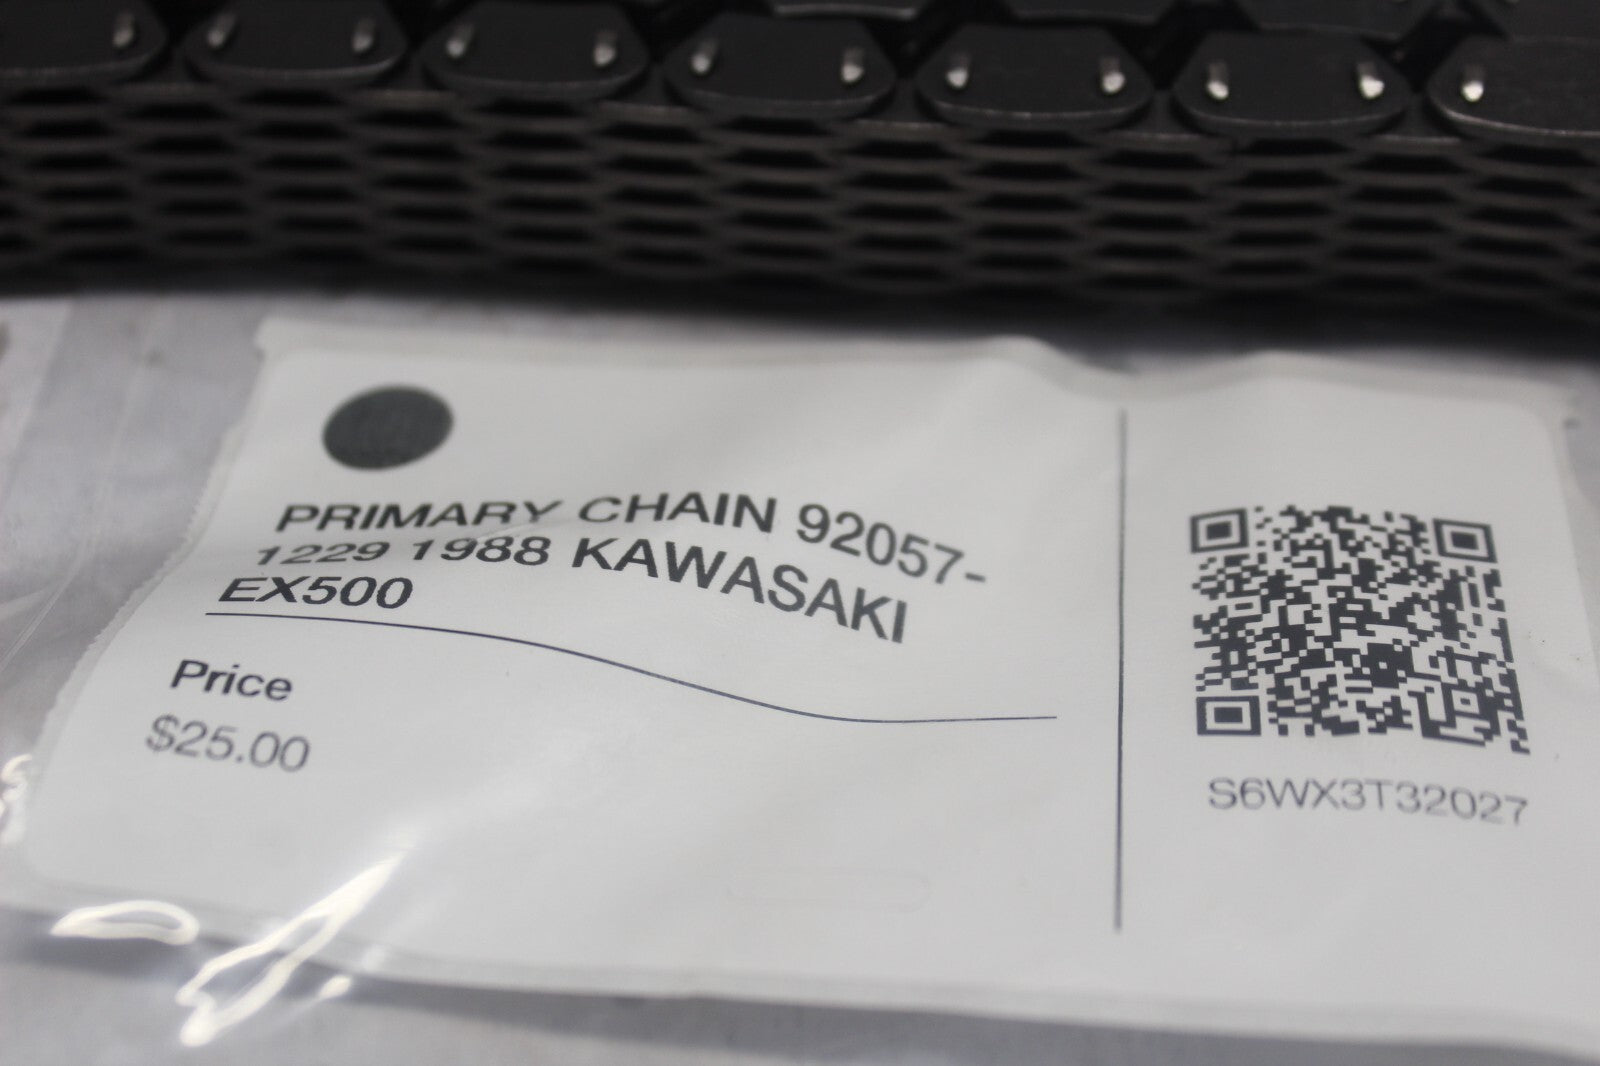 PRIMARY CHAIN 92057-
1229 1988 KAWASAKI
EX500
Price
$25.00
S6WX3T32027